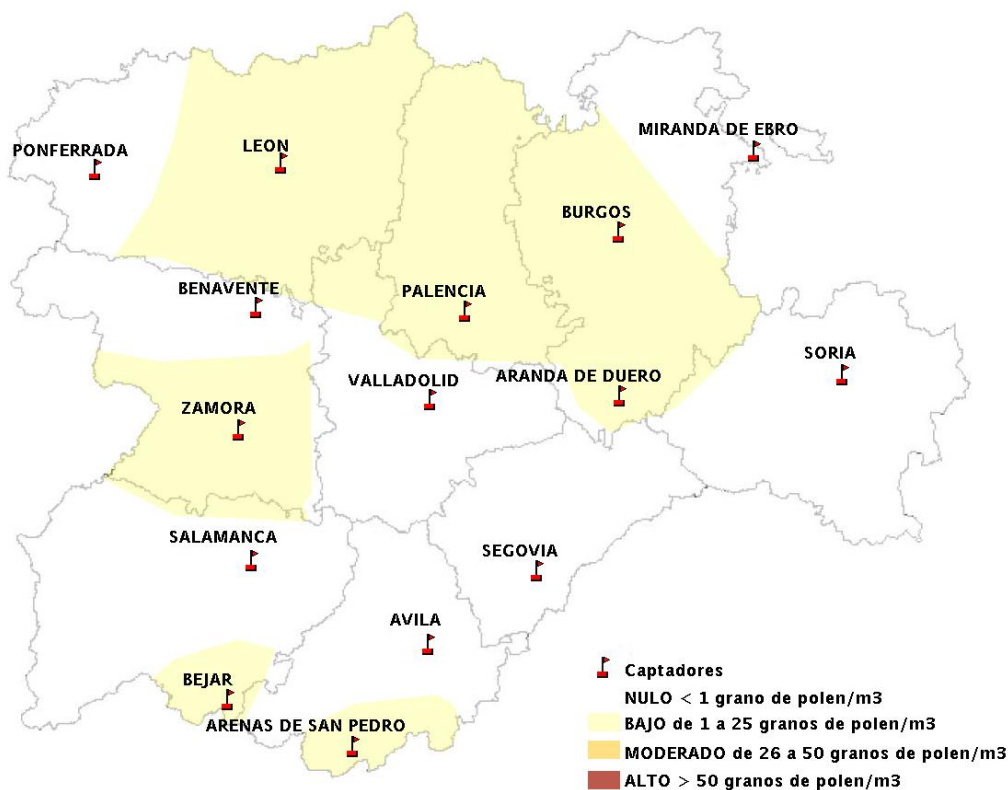 MIRANDA DE EBRO
PONFERRADA
LEON
BURGOS
BENAVENTE
PALENCIA
SORIA
VALLADOLID
ARANDA DE DUERO
ZAMORA
SALAMANCA
SEGOVIA
AVILA
BEJAR
ARENAS DE SAN PEDRO
Captadores
NULO < 1 grano de polen/m3
BAJO de 1 a 25 granos de polen/m3
MODERADO de 26 a 50 granos de polen/m3
ALTO > 50 granos de polen/m3